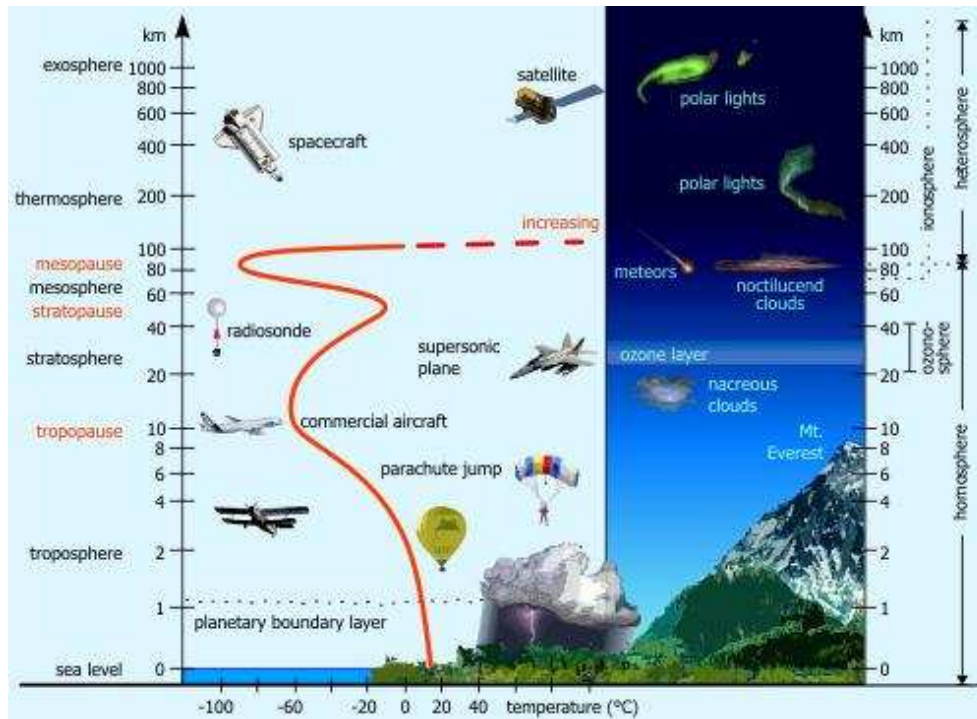 km
km
exosphere
1000
1000
satellite
800
800
polar lights
600
600
spacecraft
400
400
polar lights
thermosphere
200
200
increasing
100
100
mesopause
80
80
meteors
noctilucend
clouds
mesosphere
60
60
stratopause
radiosonde
40
40
supersonic
plane
ozone layer
stratosphere
20
20
nacreous
clouds
commercial aircraft
tropopause
10
10
Mt.
Everest
8
8
parachute jump
6
6
4
4
troposphere
2
2
1
1
planetary boundary layer
sea level
0
0
-100
-60
0
20
40
temperature (°C)
ozono-
sphere
ionosphere
heterosphere
homosphere